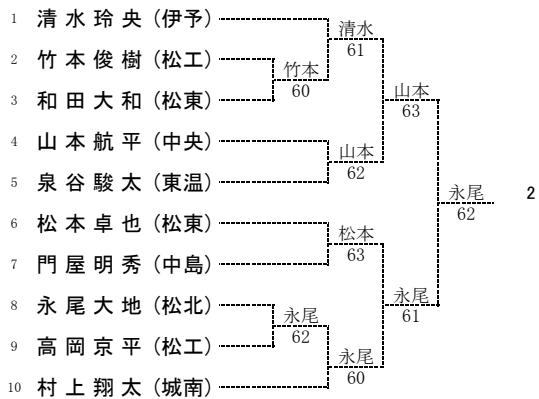 1 清水玲央（伊予）
清水
2 竹本俊樹（松工）
61
竹本
3 和田大和（松東）
60
山本
63
4 山本航平（中央）
山本
5 泉谷駿太（東温）
62
永尾
2
62
6 松本卓也（松東）
松本
7 門屋明秀（中島）
63
8 永尾大地（松北）
永尾
永尾
61
9 高岡京平（松工）
62
永尾
10 村上翔太（城南）
60